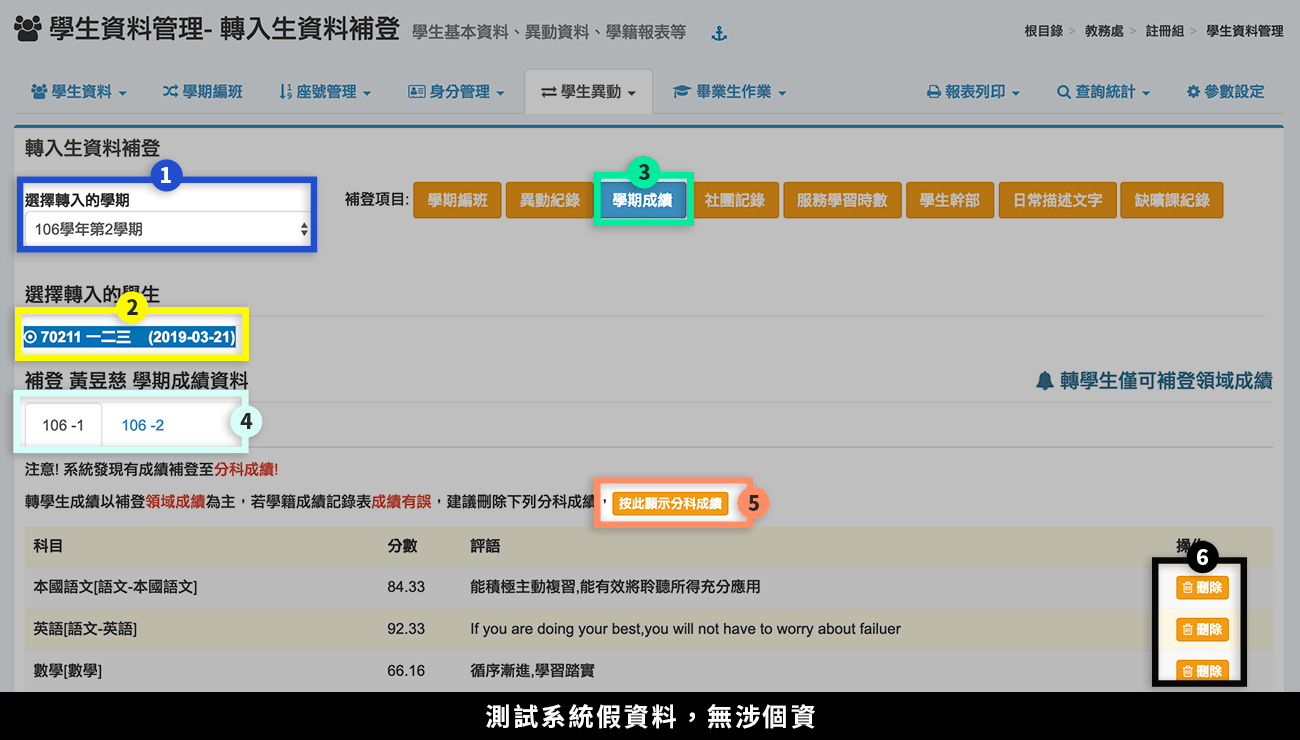 學生資料管理- 轉入生資料補登 學生基本資料、異動資料、學籍報表等 根目錄 > 教務處 > 註冊組 > 學生資料管理
學生資料 學期編班 座號管理 身分管理 學生異動 畢業生作業 報表列印 查詢統計 參數設定
轉入生資料補登
1 3
選擇轉入的學期
補登項目: 學期編班 異動紀錄 學期成績 社團記錄 服務學習時數 學生幹部 日常描述文字 缺曠課紀錄
106學年第2學期
選擇轉入的學生
2
70211 一二三 (2019-03-21)
補登 黃昱慈 學期成績資料 轉學生僅可補登領域成績
106 -1 106 -2 4
注意! 系統發現有成績補登至分科成績!
轉學生成績以補登領域成績為主，若學籍成績記錄表成績有誤，建議刪除下列分科成績， 按此顯示分科成績 5
科目 分數 評語 操作
6
本國語文[語文-本國語文] 84.33 能積極主動複習,能有效將聆聽所得充分應用 刪除
英語[語文-英語] 92.33 If you are doing your best,you will not have to worry about failuer 刪除
數學[數學] 66.16 循序漸進,學習踏實 刪除
測試系統假資料，無涉個資